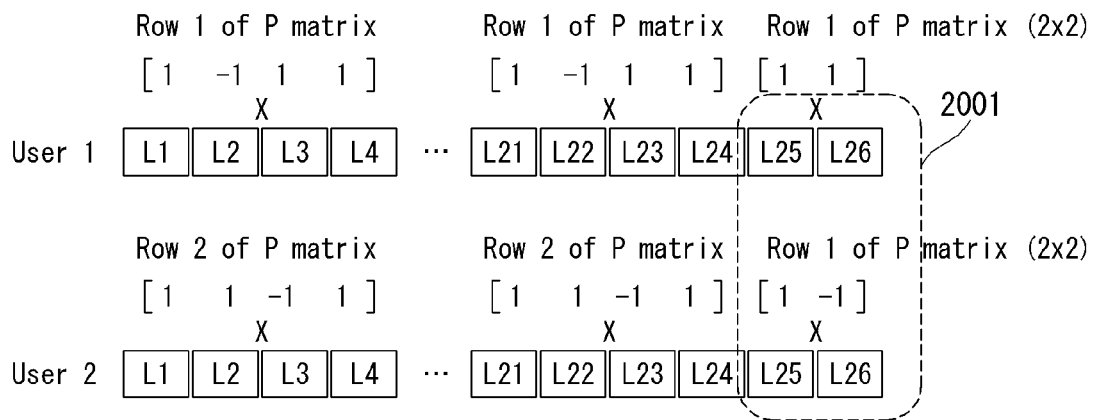 Row 1 of P matrix Row 1 of P matrix Row 1 of P matrix (2x2)
[1 −1 1 1] [1 −1 1 1] [1 1]
X X X 2001
User 1 L1 L2 L3 L4 ⋯ L21 L22 L23 L24 L25 L26
Row 2 of P matrix Row 2 of P matrix Row 1 of P matrix (2x2)
[1 1 −1 1] [1 1 −1 1] [1 −1]
X X X
User 2 L1 L2 L3 L4 ⋯ L21 L22 L23 L24 L25 L26